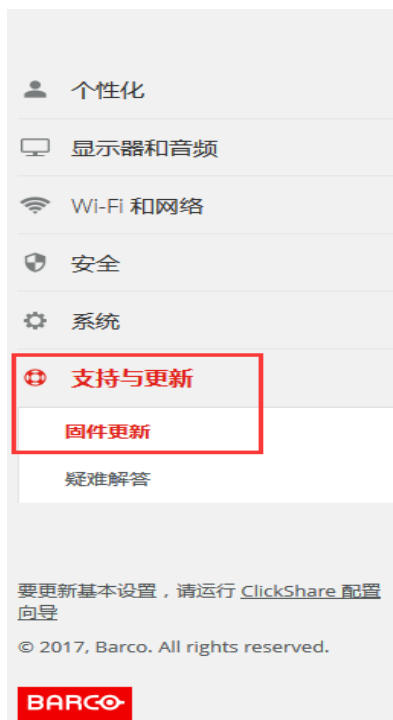 个性化
显示器和音频
Wi-Fi 和网络
安全
系统
支持与更新
固件更新
疑难解答
要更新基本设置，请运行 ClickShare 配置
向导
© 2017, Barco. All rights reserved.
BARCO